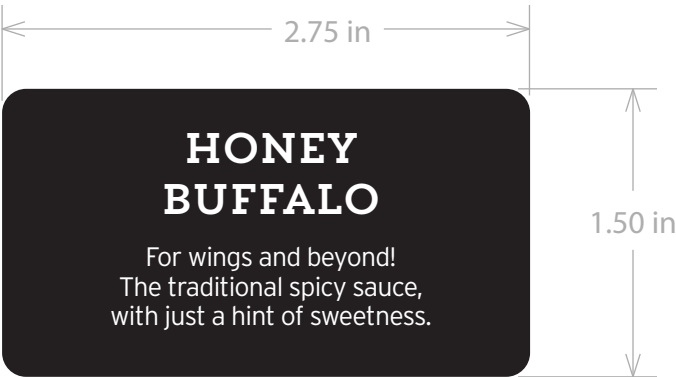 2.75 in
HONEY
BUFFALO
1.50 in
For wings and beyond!
The traditional spicy sauce,
with just a hint of sweetness.